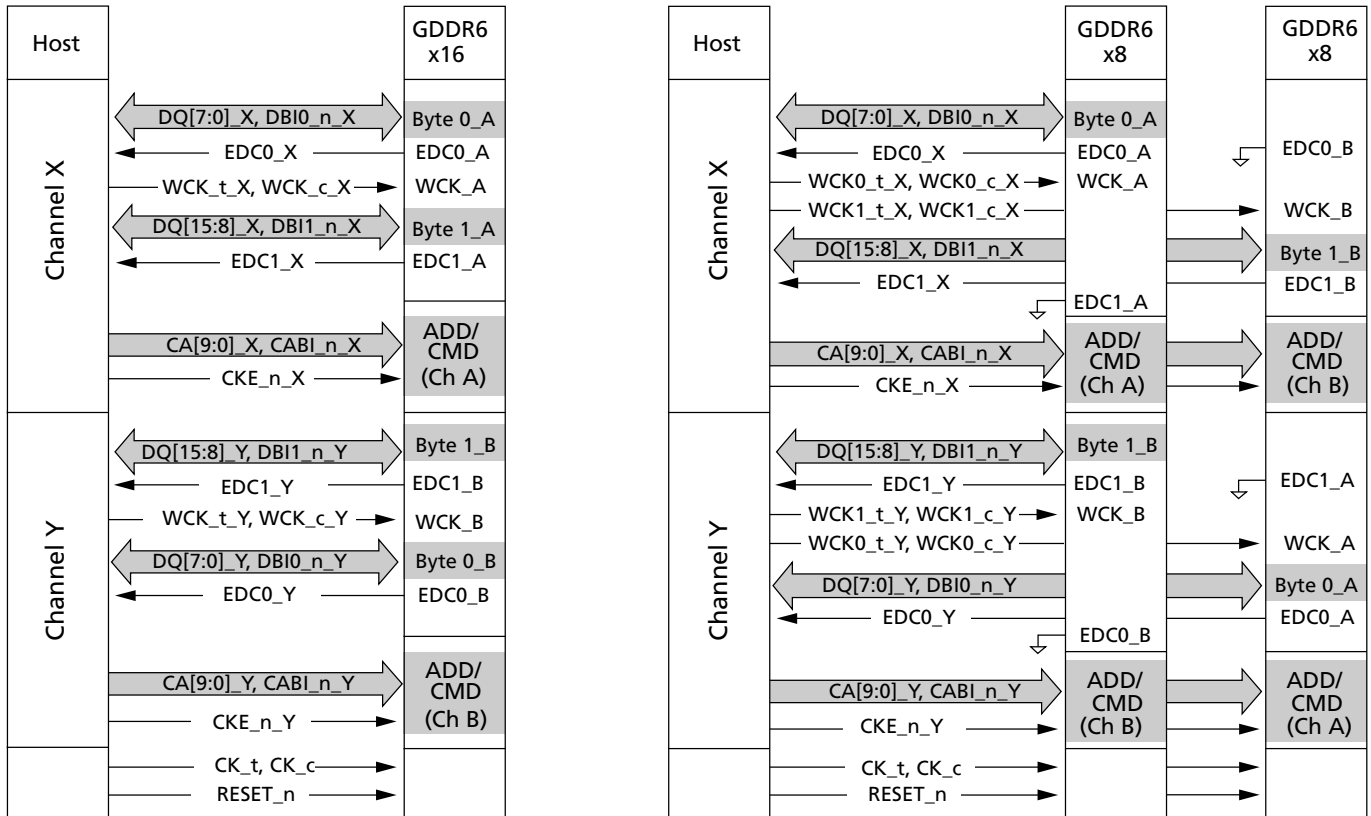 Host
GDDR6
x16
Channel X
DQ[7:0]_X, DBI0_n_X
Byte 0_A
EDC0_X
EDC0_A
WCK_t_X, WCK_c_X
WCK_A
DQ[15:8]_X, DBI1_n_X
Byte 1_A
EDC1_X
EDC1_A
CA[9:0]_X, CABI_n_X
CKE_n_X
ADD/
CMD
(Ch A)
Channel Y
DQ[15:8]_Y, DBI1_n_Y
Byte 1_B
EDC1_Y
EDC1_B
WCK_t_Y, WCK_c_Y
WCK_B
DQ[7:0]_Y, DBI0_n_Y
Byte 0_B
EDC0_Y
EDC0_B
CA[9:0]_Y, CABI_n_Y
CKE_n_Y
ADD/
CMD
(Ch B)
CK_t, CK_c
RESET_n
Host
GDDR6
x8
GDDR6
x8
Channel X
DQ[7:0]_X, DBI0_n_X
Byte 0_A
EDC0_X
EDC0_A
EDC0_B
WCK0_t_X, WCK0_c_X
WCK_A
WCK1_t_X, WCK1_c_X
WCK_B
DQ[15:8]_X, DBI1_n_X
Byte 1_B
EDC1_X
EDC1_B
EDC1_A
CA[9:0]_X, CABI_n_X
CKE_n_X
ADD/
CMD
(Ch A)
ADD/
CMD
(Ch B)
Channel Y
DQ[15:8]_Y, DBI1_n_Y
Byte 1_B
EDC1_Y
EDC1_B
EDC1_A
WCK1_t_Y, WCK1_c_Y
WCK_B
WCK0_t_Y, WCK0_c_Y
WCK_A
DQ[7:0]_Y, DBI0_n_Y
Byte 0_A
EDC0_Y
EDC0_A
EDC0_B
CA[9:0]_Y, CABI_n_Y
CKE_n_Y
ADD/
CMD
(Ch B)
ADD/
CMD
(Ch A)
CK_t, CK_c
RESET_n